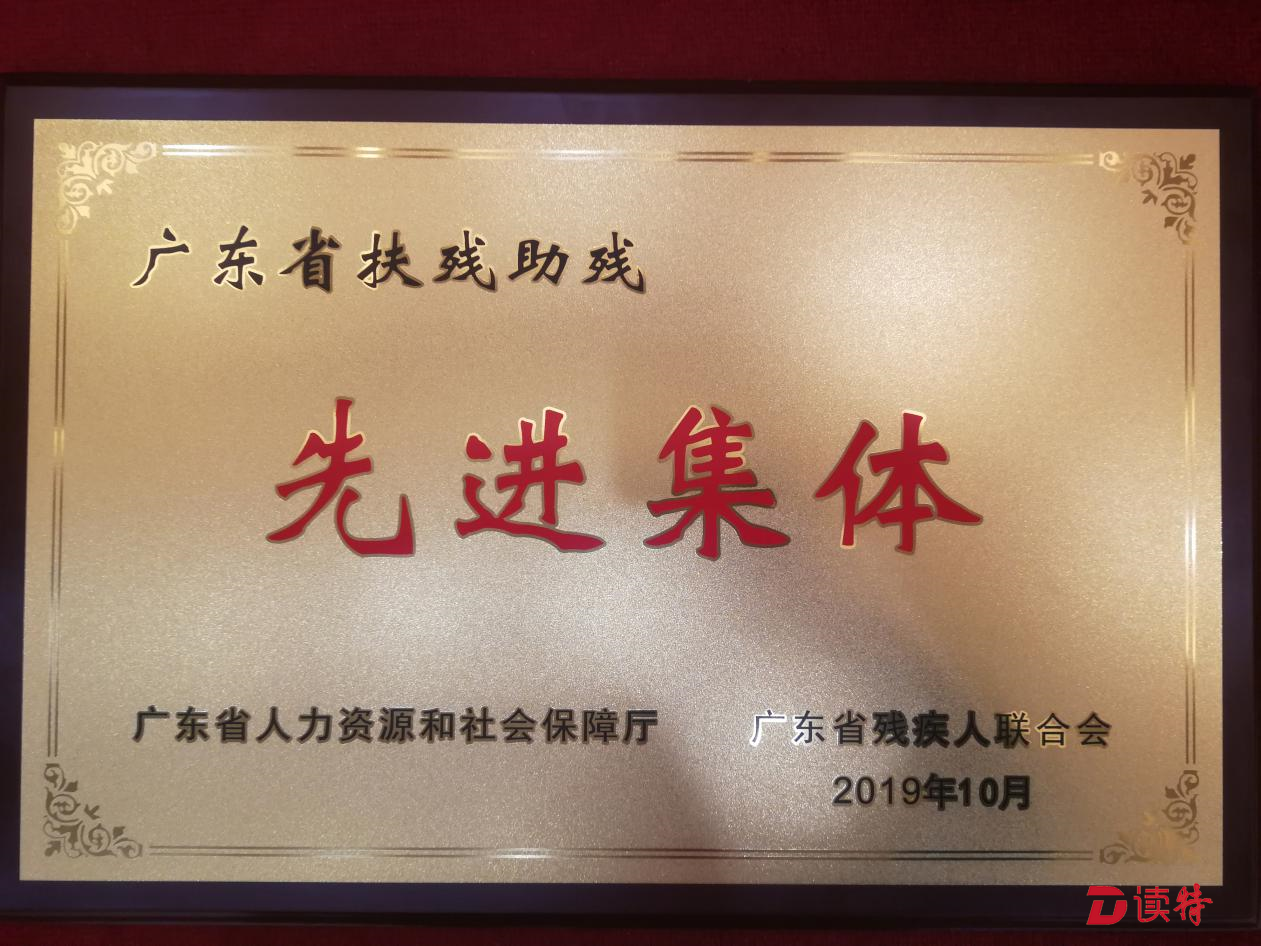 广东省扶残助残
先进集体
广东省人力资源和社会保障厅 广东省残疾人联合会
2019年10月
读特